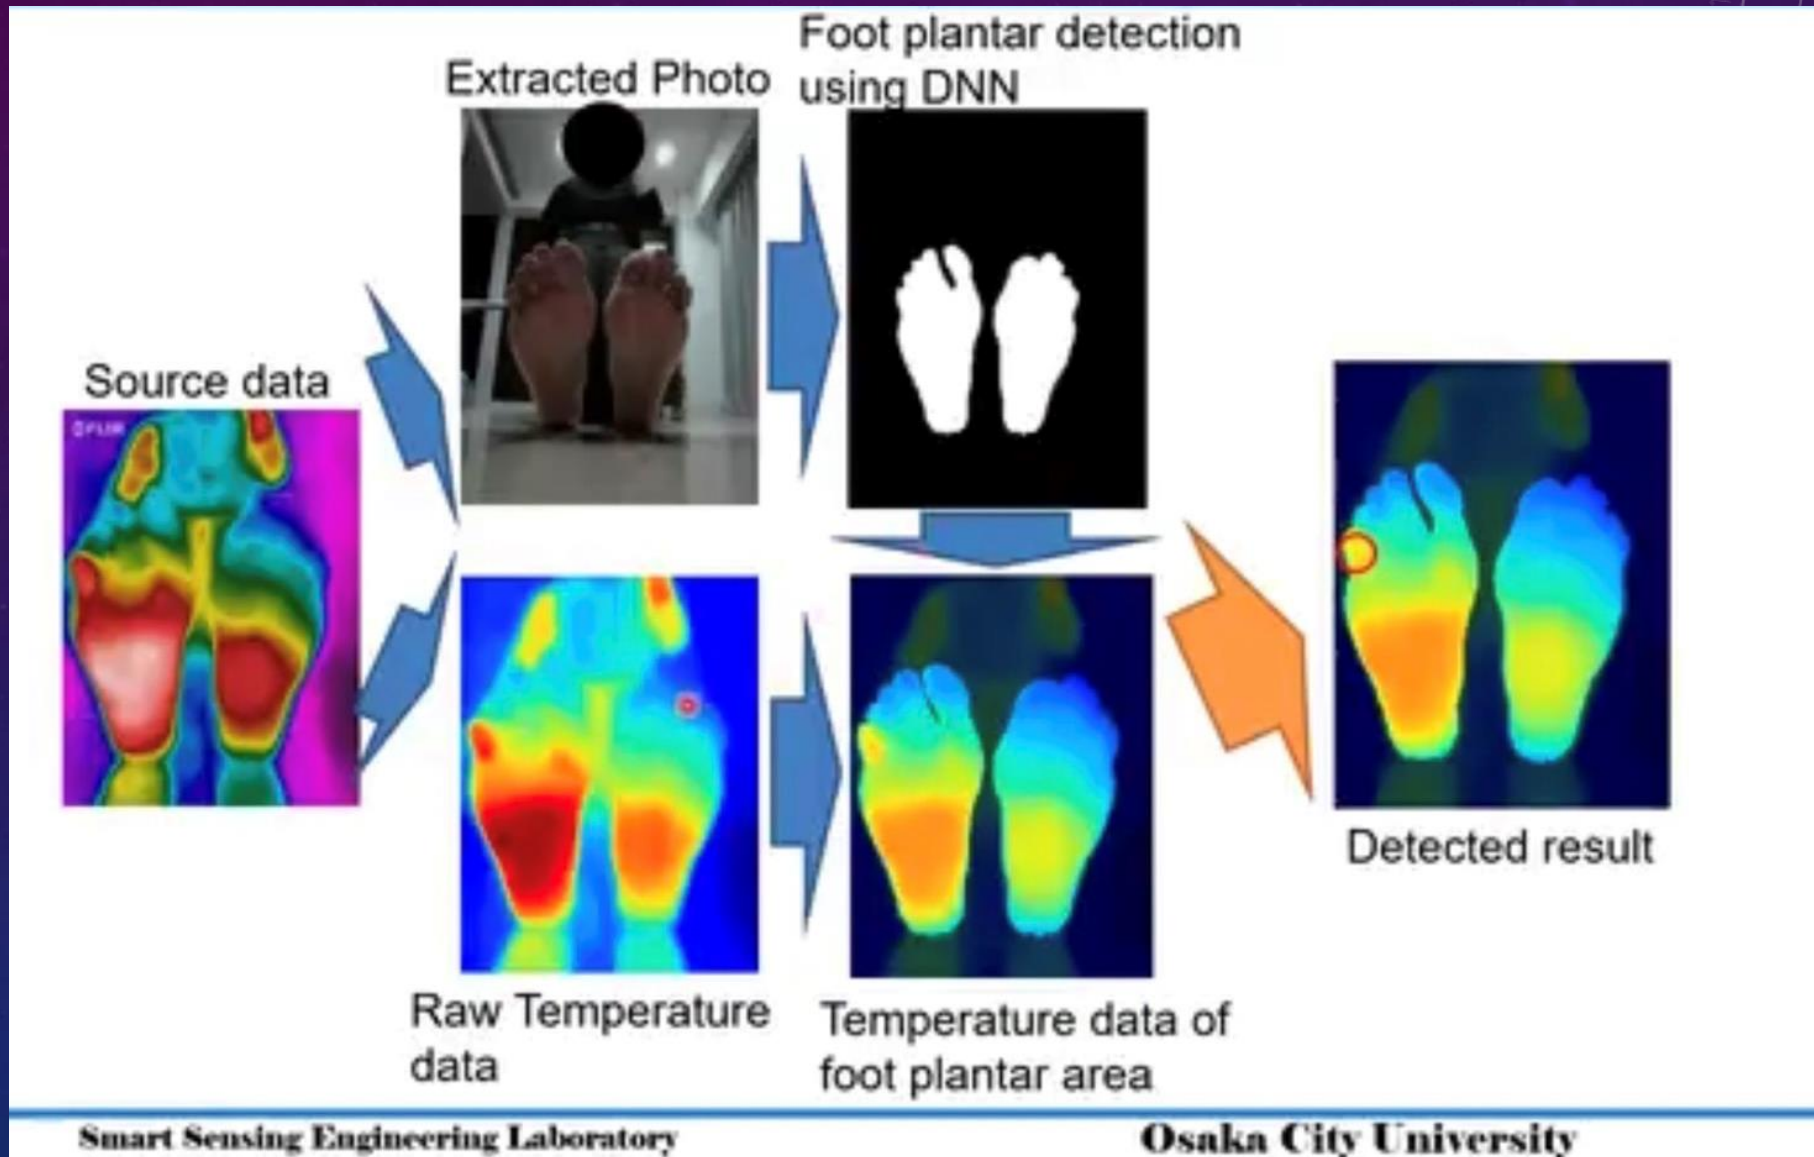 Foot plantar detection
using DNN
Extracted Photo
Source data
FLIR
Raw Temperature
data
Temperature data of
foot plantar area
Detected result
Smart Sensing Engineering Laboratory
Osaka City University